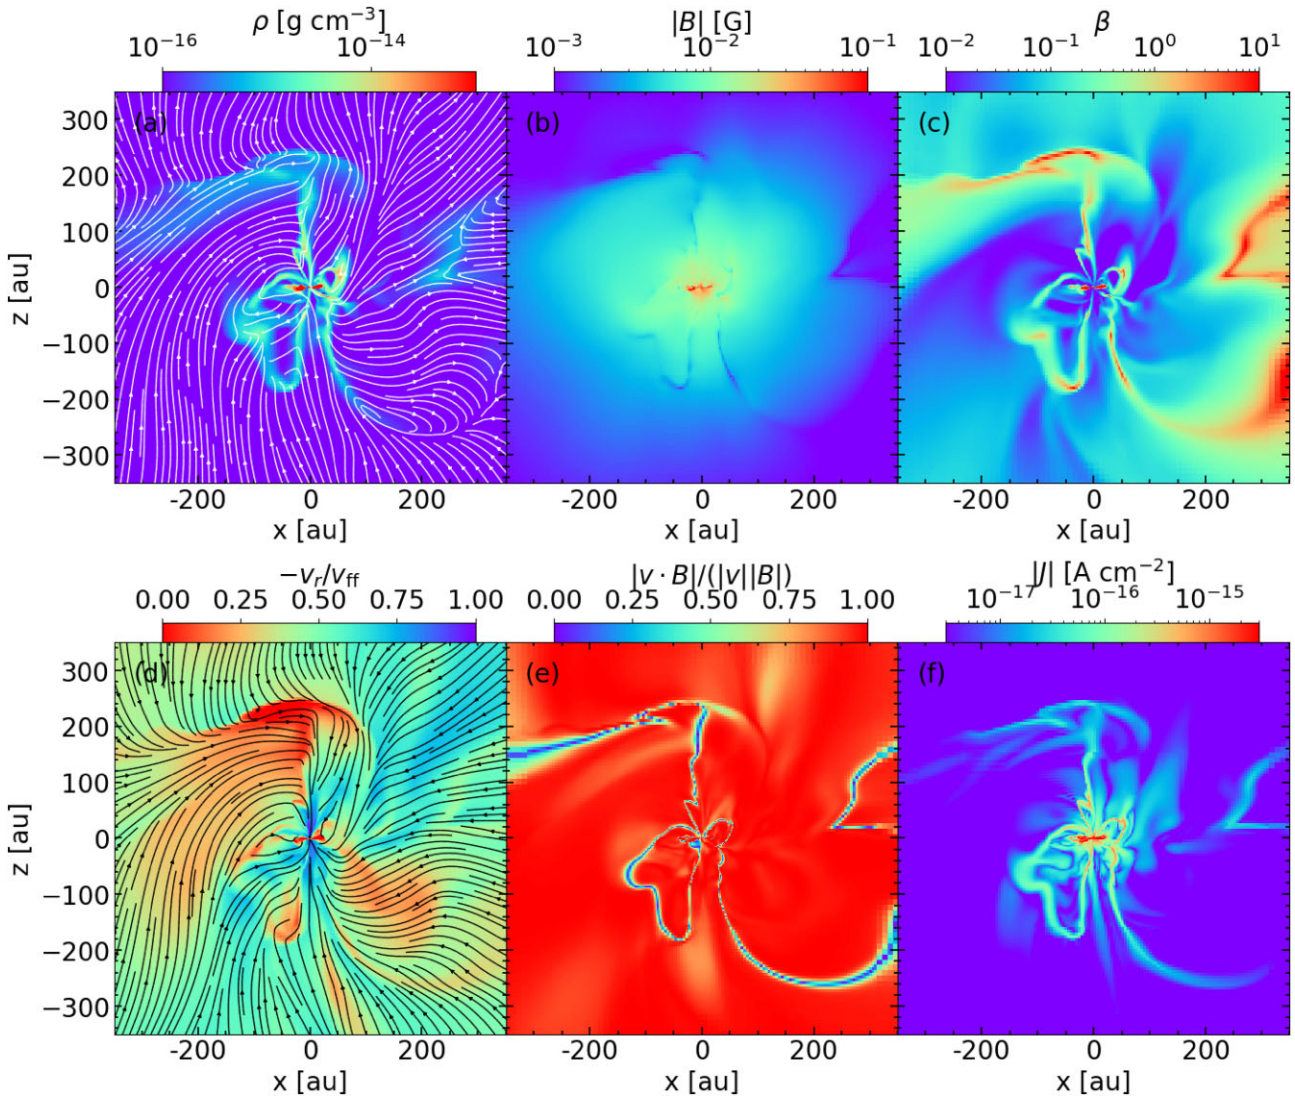 ρ [g cm⁻³] |B| [G] β
10⁻¹⁶ 10⁻¹⁴ 10⁻³ 10⁻² 10⁻¹ 10⁻² 10⁻¹ 10⁰ 10¹
(a) (b) (c)
300
200
100
0
−100
−200
−300
z [au]
-200 0 200 -200 0 200 -200 0 200
x [au] x [au] x [au]
−v_r/v_ff |v · B|/(|v||B|) |J| [A cm⁻²]
0.00 0.25 0.50 0.75 1.00 0.00 0.25 0.50 0.75 1.00 10⁻¹⁷ 10⁻¹⁶ 10⁻¹⁵
(d) (e) (f)
300
200
100
0
−100
−200
−300
z [au]
-200 0 200 -200 0 200 -200 0 200
x [au] x [au] x [au]